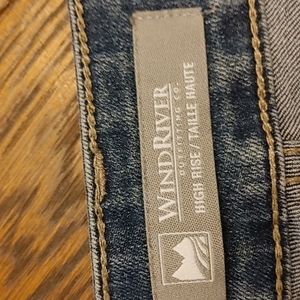 WINDRIVER
OUTFITTING CO.
HIGH RISE / TAILLE HAUTE